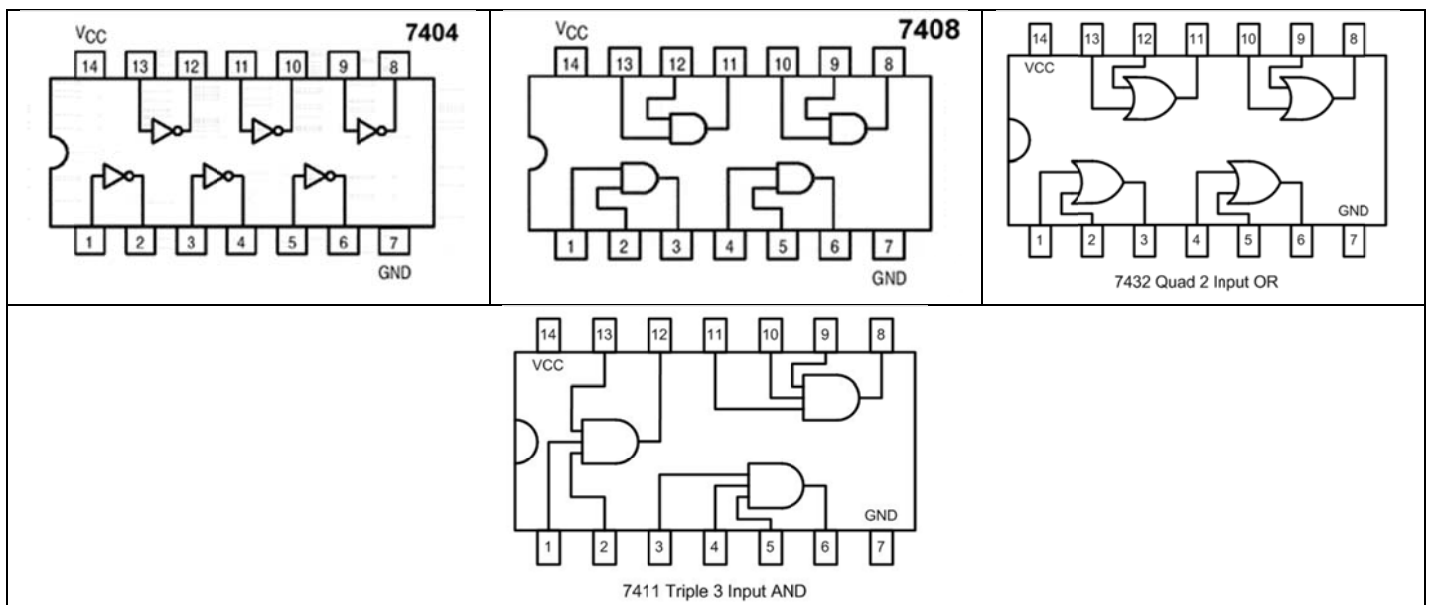 VCC 7404
14 13 12 11 10 9 8
1 2 3 4 5 6 7
GND
VCC 7408
14 13 12 11 10 9 8
1 2 3 4 5 6 7
GND
14 13 12 11 10 9 8
VCC
GND
1 2 3 4 5 6 7
7432 Quad 2 Input OR
14 13 12 11 10 9 8
VCC
GND
1 2 3 4 5 6 7
7411 Triple 3 Input AND